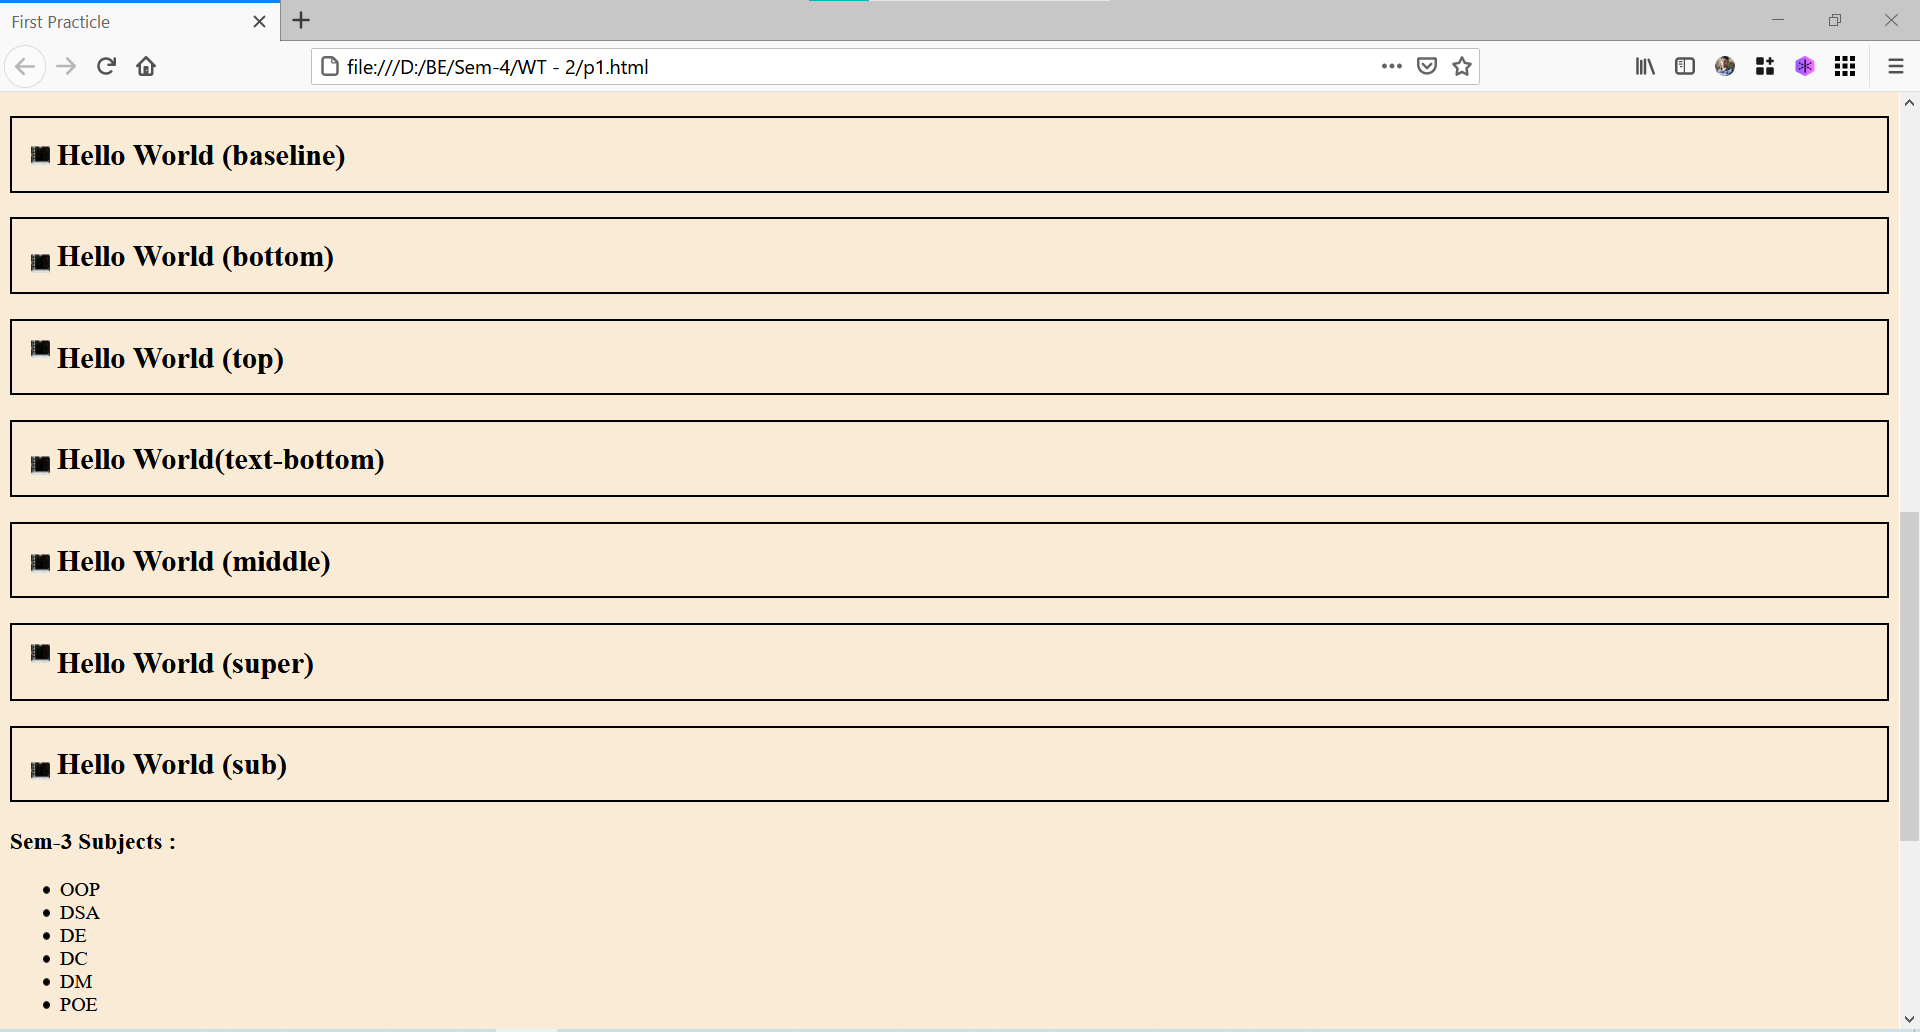 First Practicle
file:///D:/BE/Sem-4/WT - 2/p1.html
Hello World (baseline)
Hello World (bottom)
Hello World (top)
Hello World(text-bottom)
Hello World (middle)
Hello World (super)
Hello World (sub)
Sem-3 Subjects :
OOP
DSA
DE
DC
DM
POE